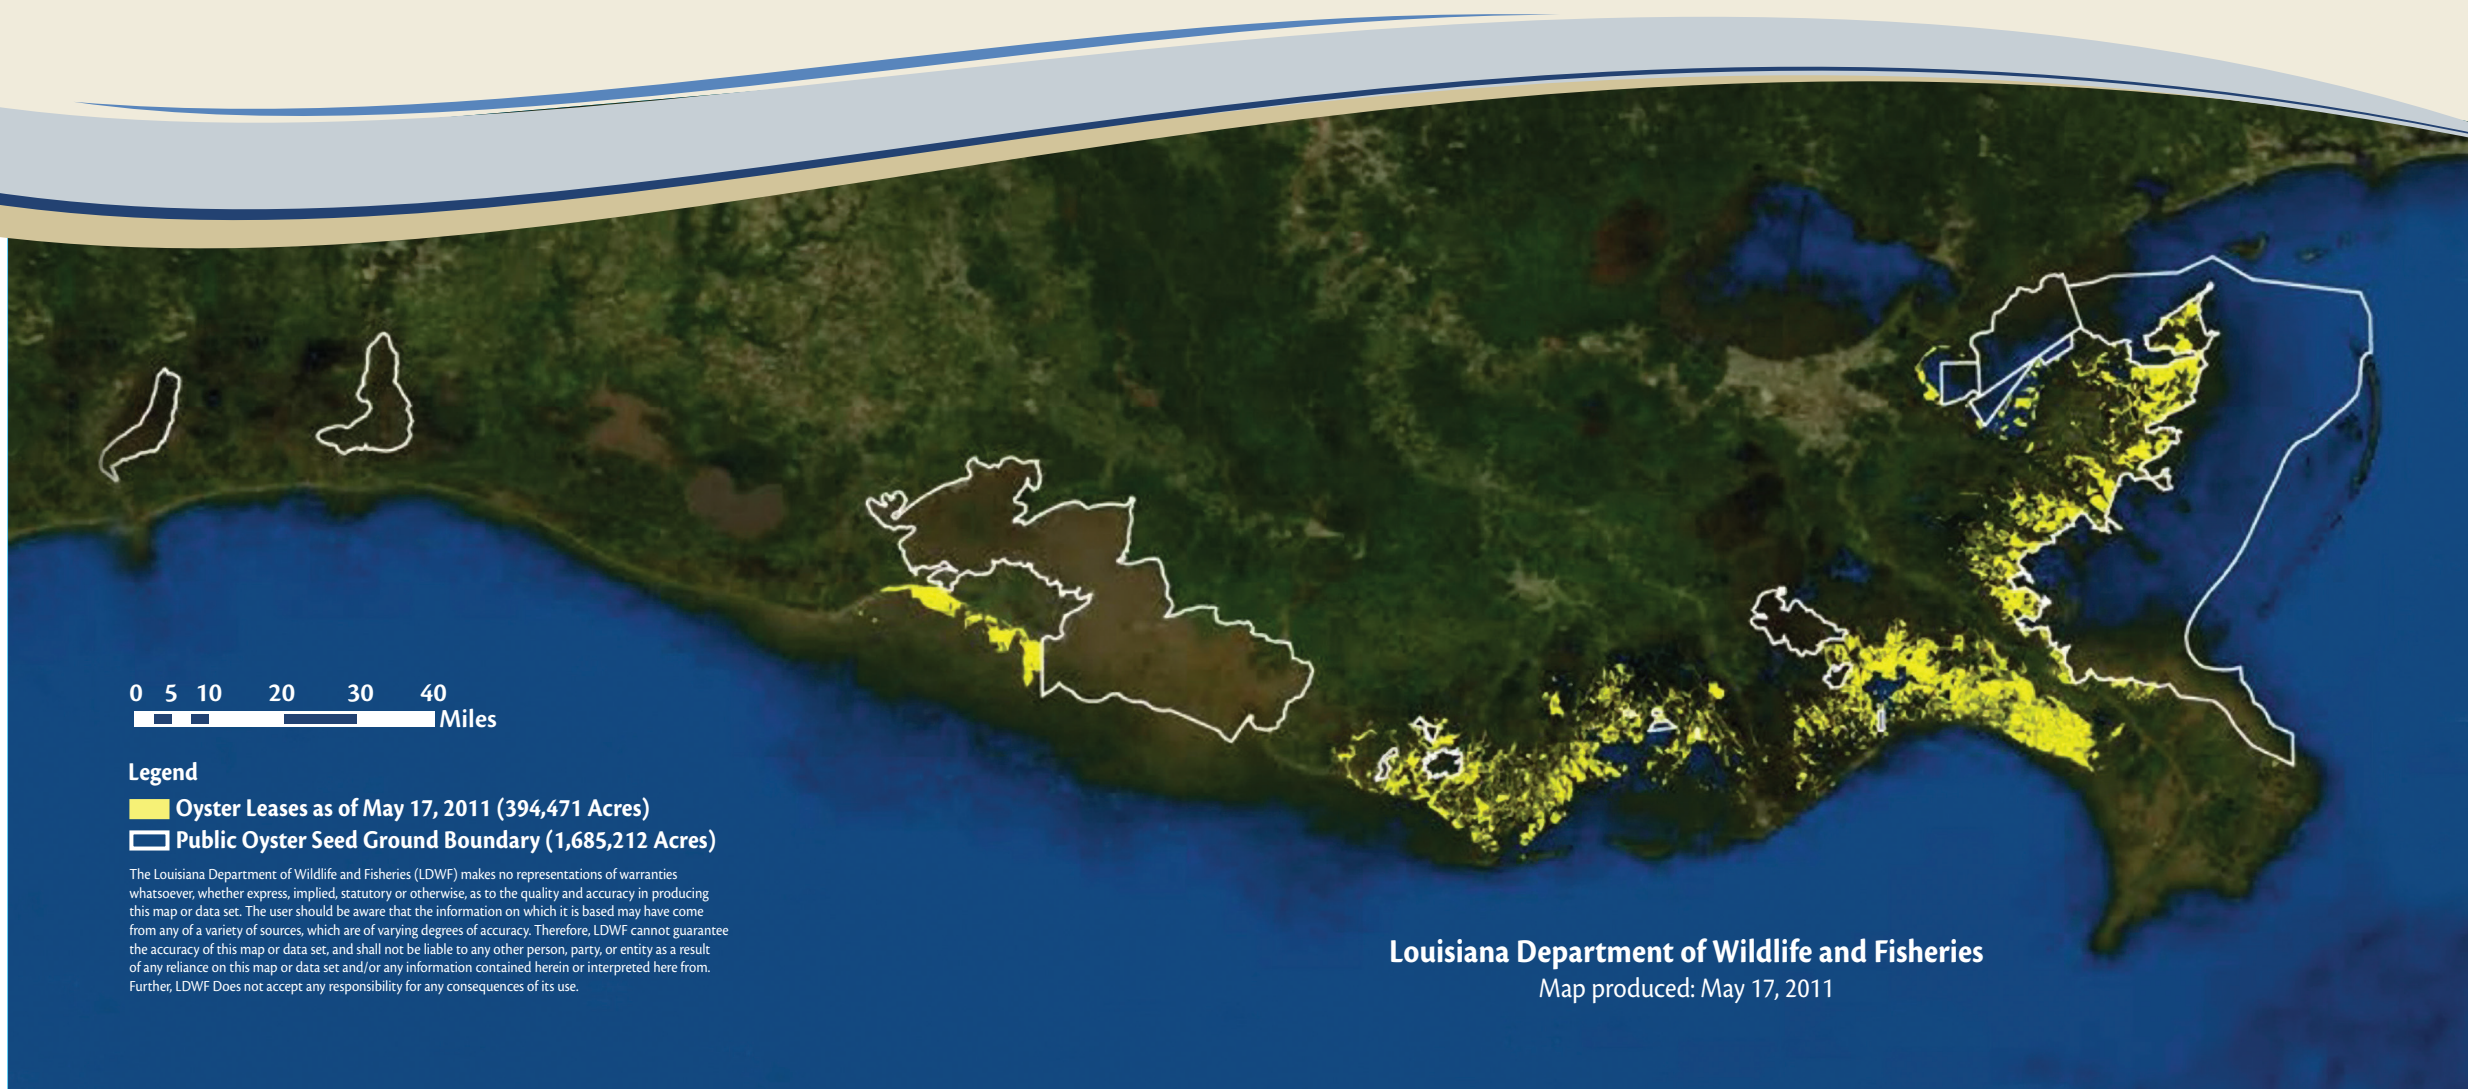 0 5 10 20 30 40
Miles
Legend
Oyster Leases as of May 17, 2011 (394,471 Acres)
Public Oyster Seed Ground Boundary (1,685,212 Acres)
The Louisiana Department of Wildlife and Fisheries (LDWF) makes no representations of warranties
whatsoever, whether express, implied, statutory or otherwise, as to the quality and accuracy in producing
this map or data set. The user should be aware that the information on which it is based may have come
from any of a variety of sources, which are of varying degrees of accuracy. Therefore, LDWF cannot guarantee
the accuracy of this map or data set, and shall not be liable to any other person, party, or entity as a result
of any reliance on this map or data set and/or any information contained herein or interpreted here from.
Further, LDWF Does not accept any responsibility for any consequences of its use.
Louisiana Department of Wildlife and Fisheries
Map produced: May 17, 2011